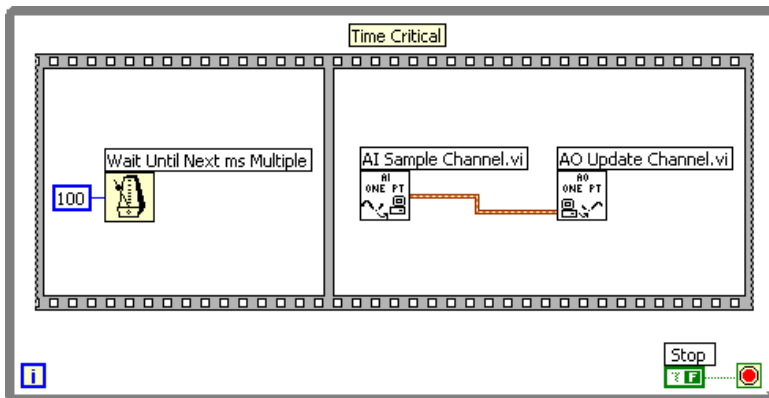 Time Critical
Wait Until Next ms Multiple
100
AI Sample Channel.vi
AI
ONE PT
AO Update Channel.vi
AO
ONE PT
i
Stop
F